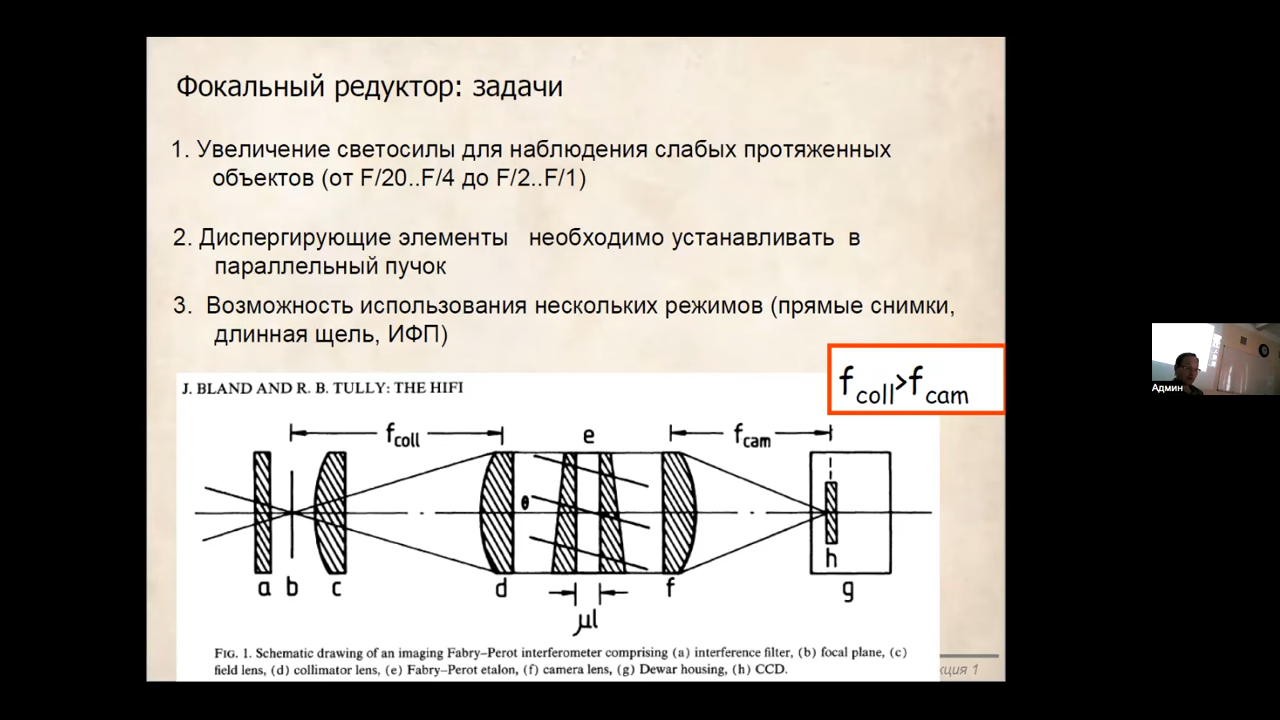 Фокальный редуктор: задачи
1. Увеличение светосилы для наблюдения слабых протяженных
объектов (от F/20..F/4 до F/2..F/1)
2. Диспергирующие элементы необходимо устанавливать в
параллельный пучок
3. Возможность использования нескольких режимов (прямые снимки,
длинная щель, ИФП)
fcoll>fcam
J. BLAND AND R. B. TULLY: THE HIFI
fcoll
e
fcam
θ
a
b
c
d
f
h
g
μl
FIG. 1. Schematic drawing of an imaging Fabry–Perot interferometer comprising (a) interference filter, (b) focal plane, (c)
field lens, (d) collimator lens, (e) Fabry–Perot etalon, (f) camera lens, (g) Dewar housing, (h) CCD.
1
Админ